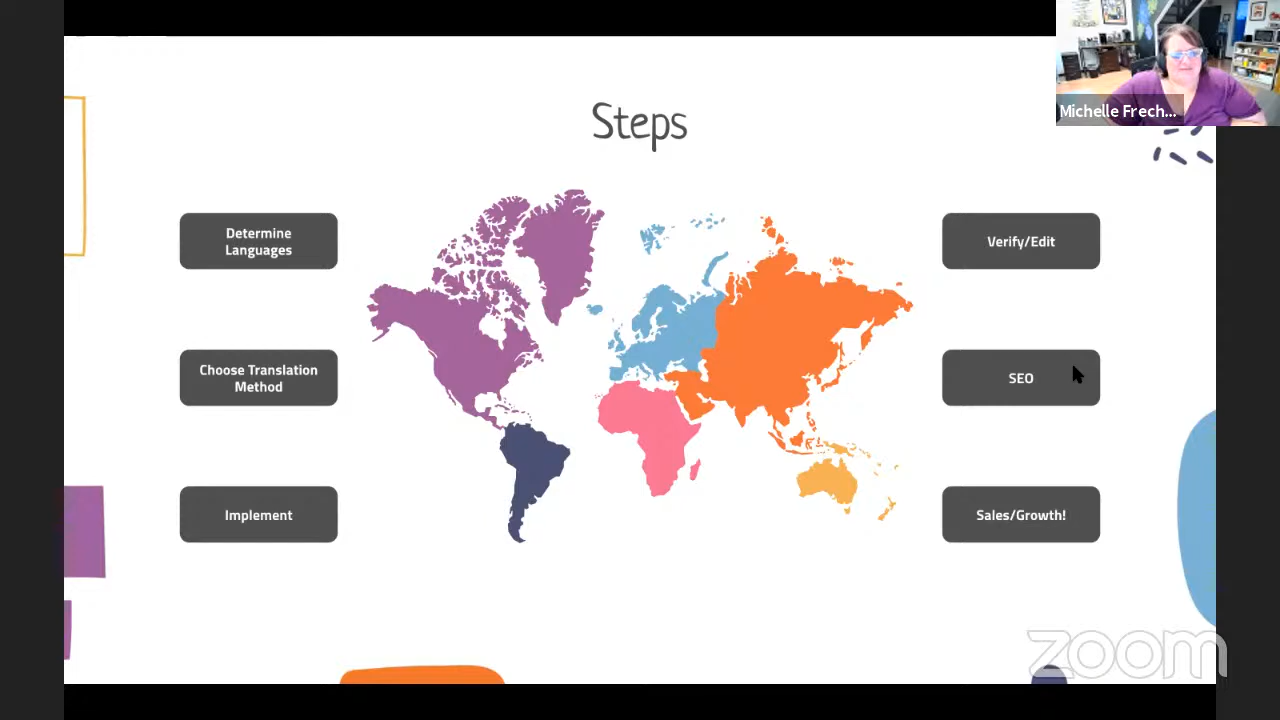 Michelle Frech...
Steps
Determine
Languages
Choose Translation
Method
Implement
Verify/Edit
SEO
Sales/Growth!
zoom